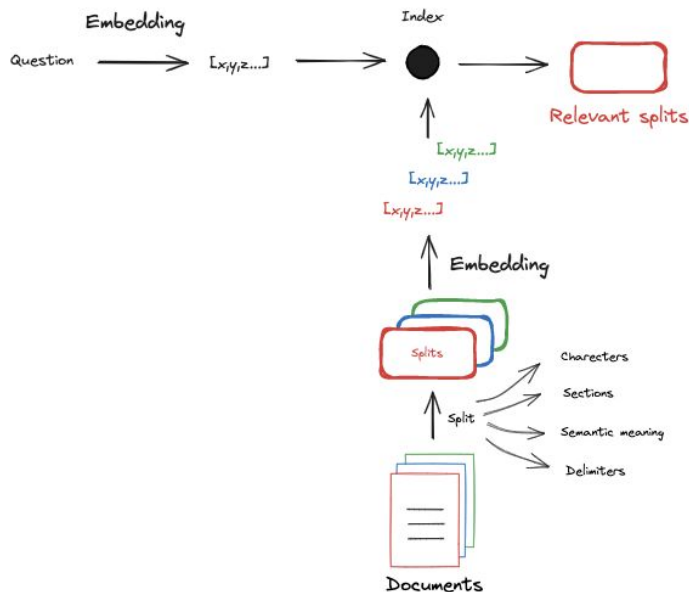 Index
Embedding
Question
[x,y,z...]
Relevant splits
[x,y,z...]
[x,y,z...]
[x,y,z...]
Embedding
Splits
Charecters
Split
Sections
Semantic meaning
Delimiters
Documents